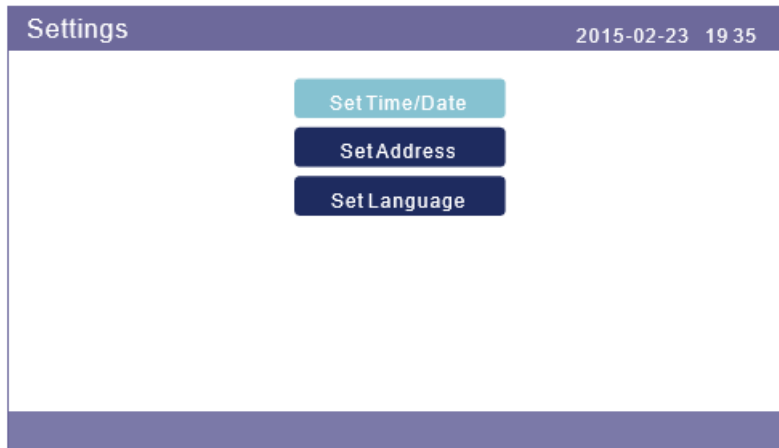 Settings
2015-02-23 19 35
Set Time/Date
Set Address
Set Language